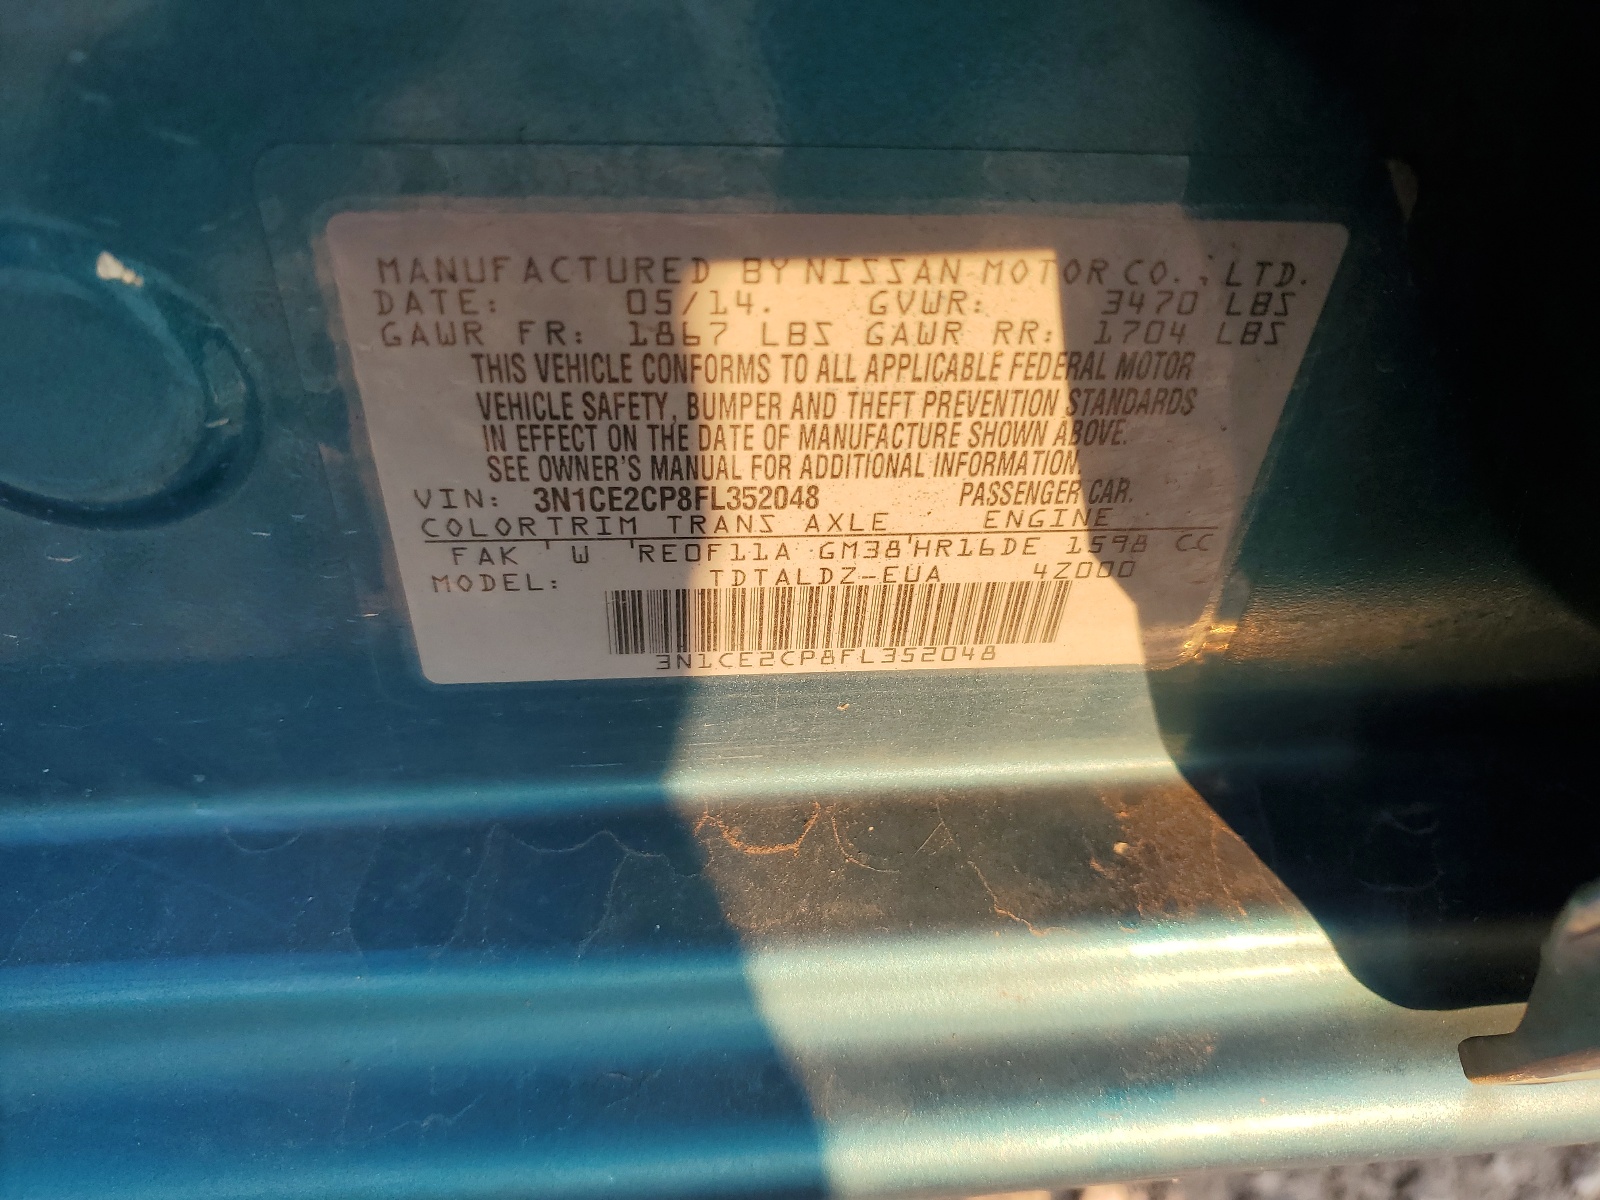 MANUFACTURED BY NISSAN MOTOR CO., LTD.
DATE: 05/14. GVWR: 3470 LBS
GAWR FR: 1867 LBS GAWR RR: 1704 LBS
THIS VEHICLE CONFORMS TO ALL APPLICABLE FEDERAL MOTOR
VEHICLE SAFETY, BUMPER AND THEFT PREVENTION STANDARDS
IN EFFECT ON THE DATE OF MANUFACTURE SHOWN ABOVE.
SEE OWNER'S MANUAL FOR ADDITIONAL INFORMATION.
VIN: 3N1CE2CP8FL352048 PASSENGER CAR.
COLOR TRIM TRANS AXLE ENGINE
FAK ' W ' RE0F11A GM38 ' HR16DE 1598 CC
MODEL: TDTALDZ-EUA 4Z000
3N1CE2CP8FL352048